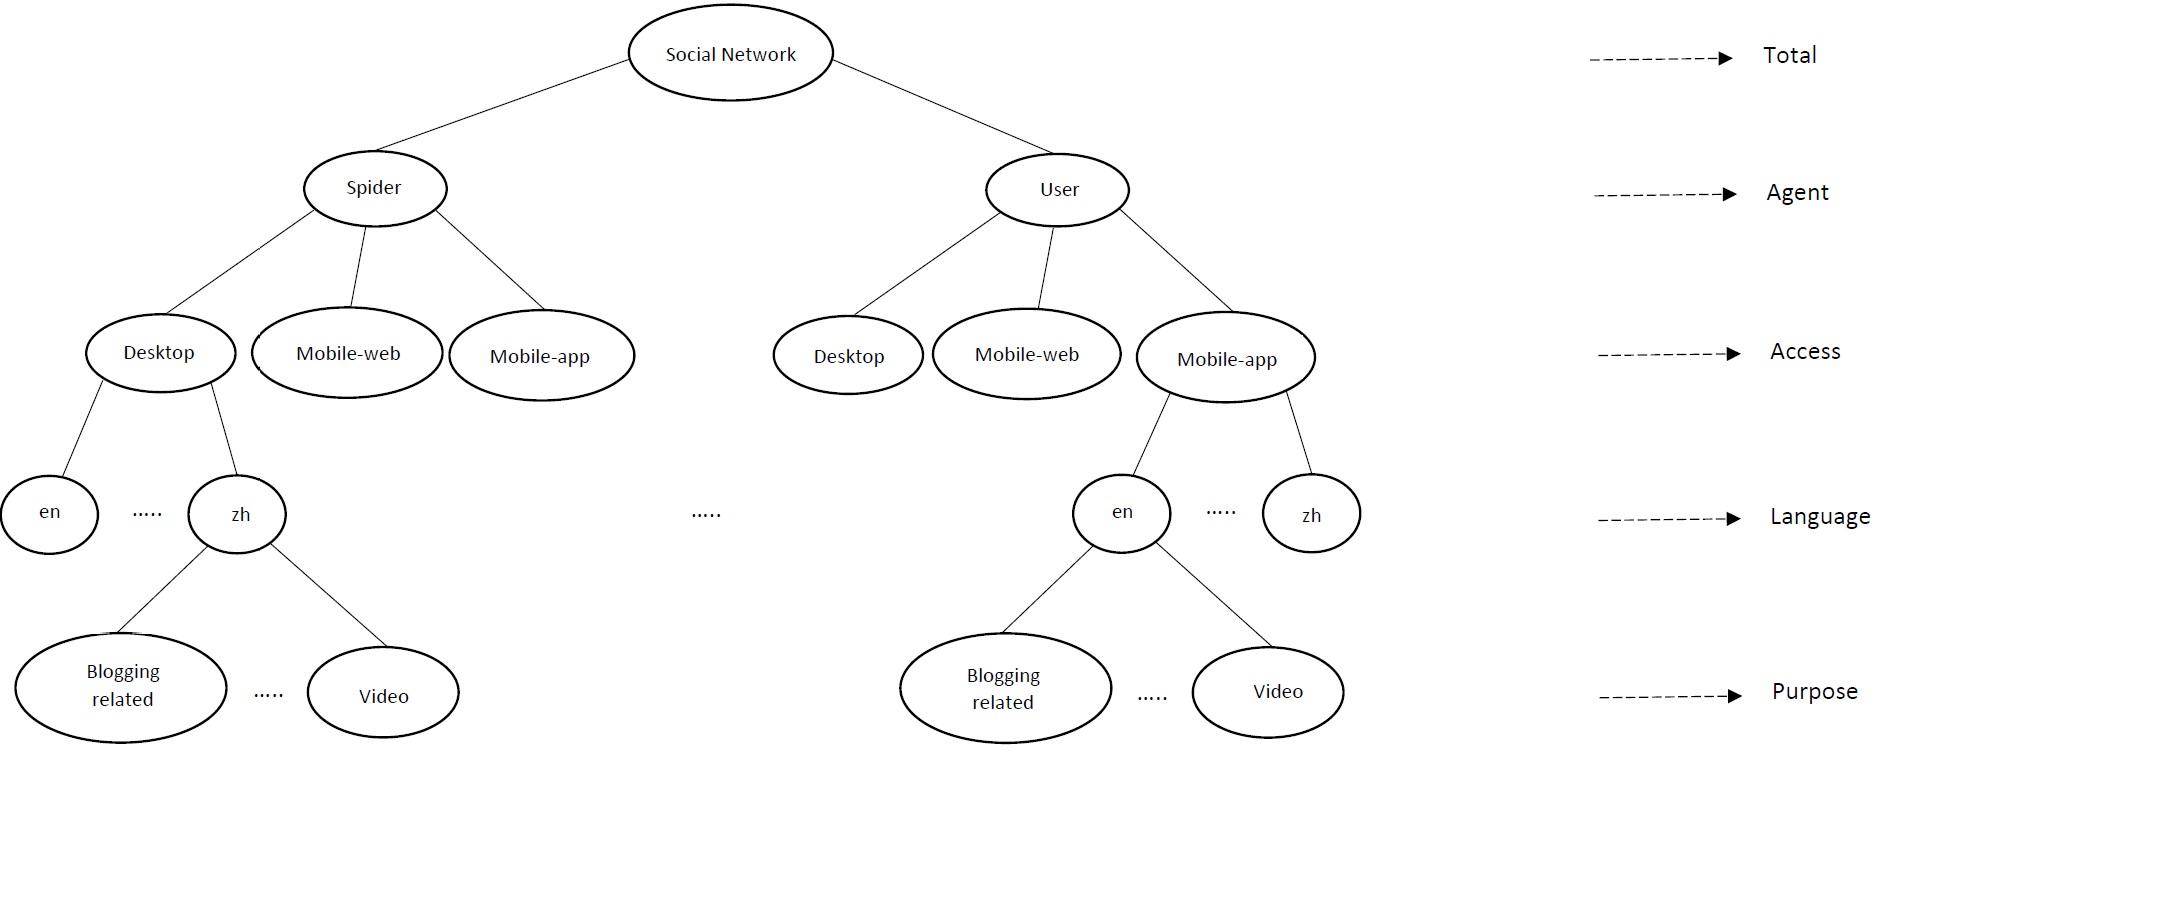 Social Network
Total
Spider
User
Agent
Desktop
Mobile-web
Mobile-app
Desktop
Mobile-web
Mobile-app
Access
en
.....
zh
.....
en
.....
zh
Language
Blogging
related
.....
Video
Blogging
related
.....
Video
Purpose